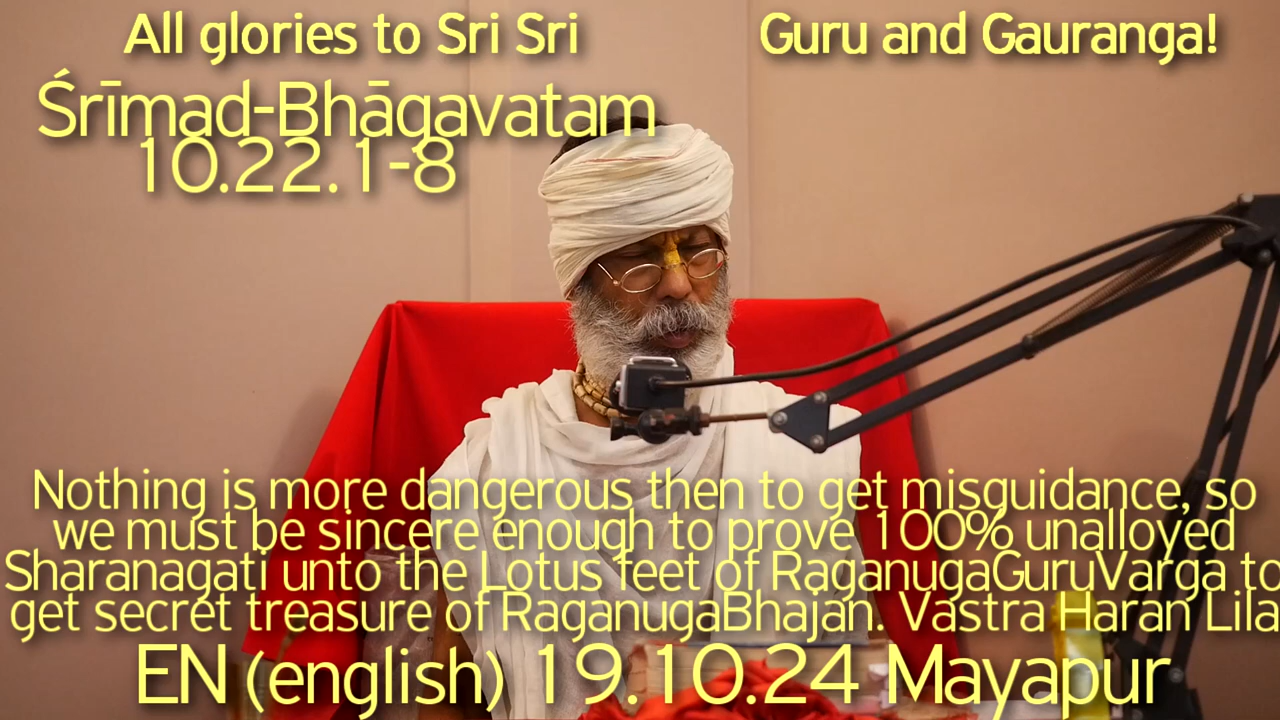 All glories to Sri Sri Guru and Gauranga!
Śrīmad-Bhāgavatam
10.22.1-8
Nothing is more dangerous then to get misguidance, so
we must be sincere enough to prove 100% unalloyed
Sharanagati unto the Lotus feet of RaganugaGuruVarga to
get secret treasure of RaganugaBhajan. Vastra Haran Lila
EN (english) 19.10.24 Mayapur